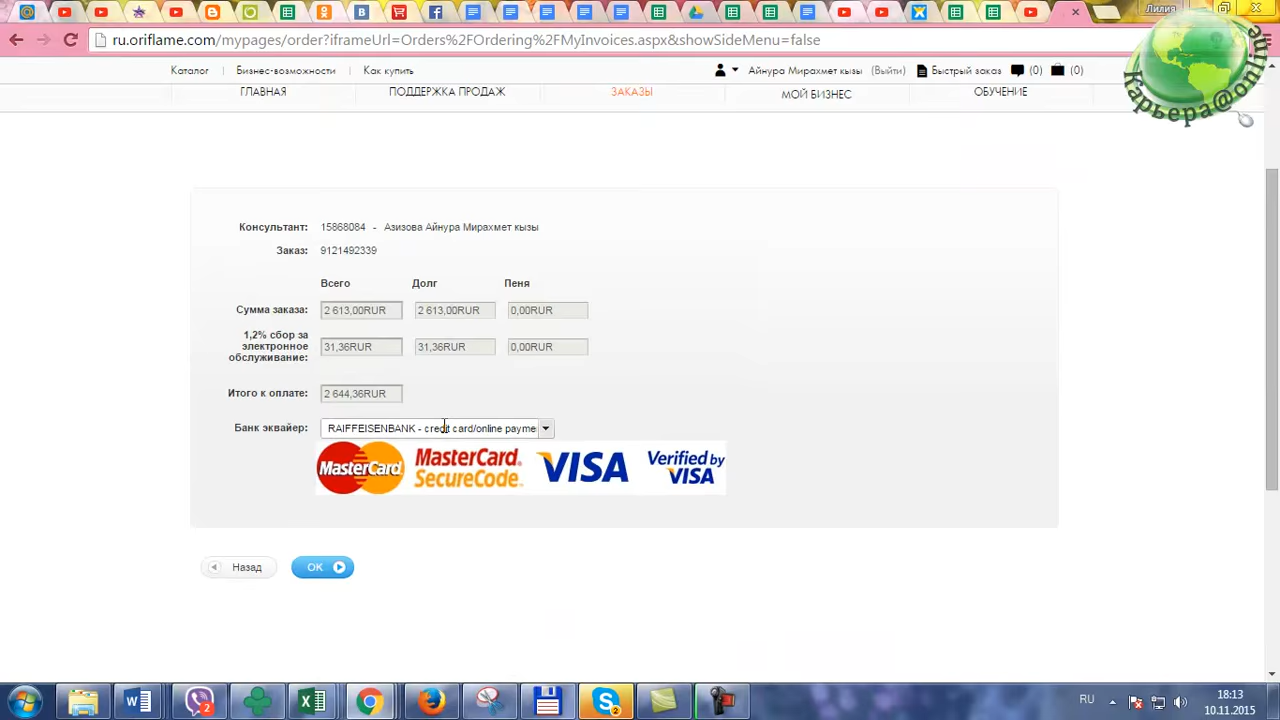 Лилия
ru.oriflame.com/mypages/order?iframeUrl=Orders%2FOrdering%2FMyInvoices.aspx&showSideMenu=false
Каталог Бизнес-возможности Как купить Айнура Мирахмет кызы (Выйти) Быстрый заказ (0) (0)
ГЛАВНАЯ ПОДДЕРЖКА ПРОДАЖ ЗАКАЗЫ МОЙ БИЗНЕС ОБУЧЕНИЕ
Карьера@online
Консультант: 15868084 - Азизова Айнура Мирахмет кызы
Заказ: 9121492339
Всего Долг Пеня
Сумма заказа: 2 613,00RUR 2 613,00RUR 0,00RUR
1,2% сбор за
электронное
обслуживание:
31,36RUR 31,36RUR 0,00RUR
Итого к оплате: 2 644,36RUR
Банк эквайер: RAIFFEISENBANK - credit card/online payme
MasterCard MasterCard. SecureCode. VISA Verified by VISA
Назад OK
RU 18:13
10.11.2015